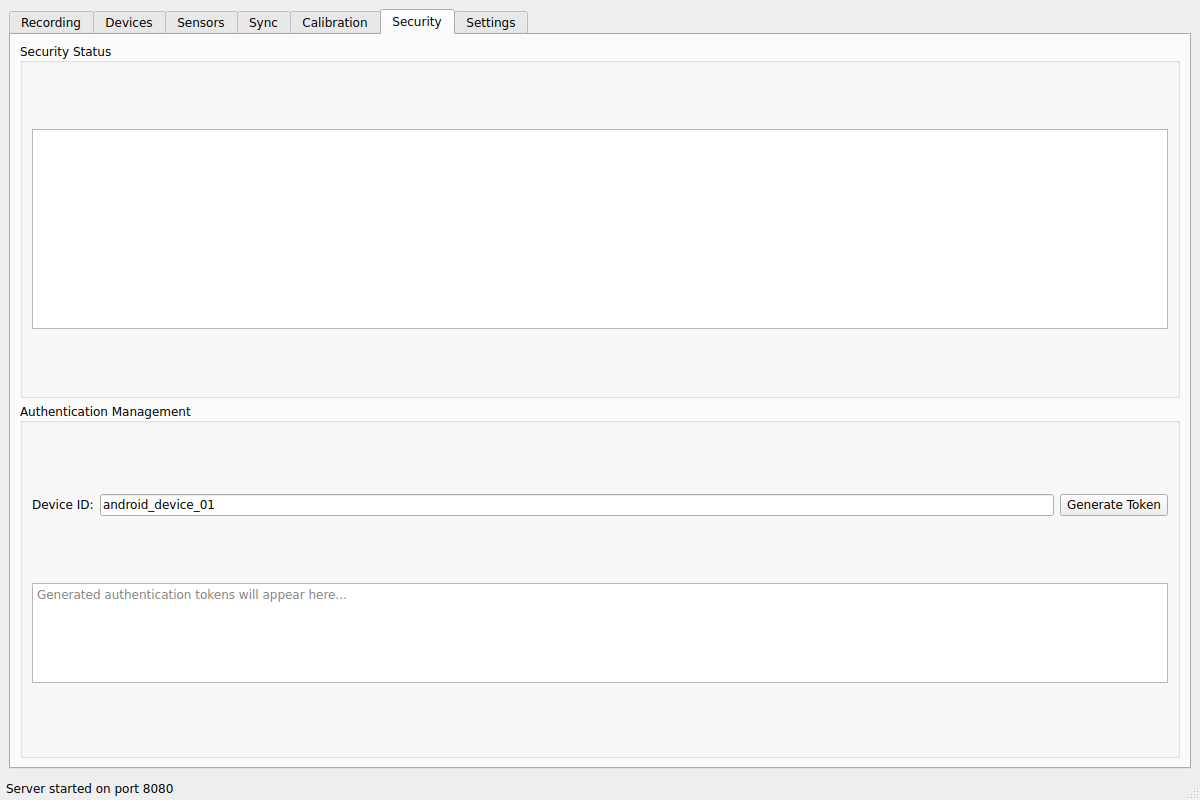 Recording Devices Sensors Sync Calibration Security Settings
Security Status
Authentication Management
Device ID: android_device_01 Generate Token
Generated authentication tokens will appear here...
Server started on port 8080